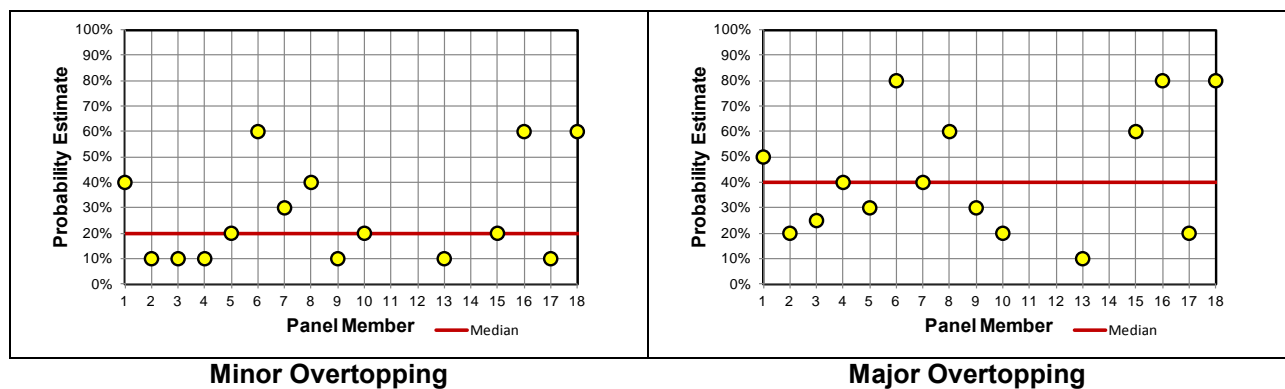 100%
90%
80%
70%
60%
50%
40%
30%
20%
10%
0%
Probability Estimate
1 2 3 4 5 6 7 8 9 10 11 12 13 14 15 16 17 18
Panel Member
Median
Minor Overtopping
100%
90%
80%
70%
60%
50%
40%
30%
20%
10%
0%
Probability Estimate
1 2 3 4 5 6 7 8 9 10 11 12 13 14 15 16 17 18
Panel Member
Median
Major Overtopping